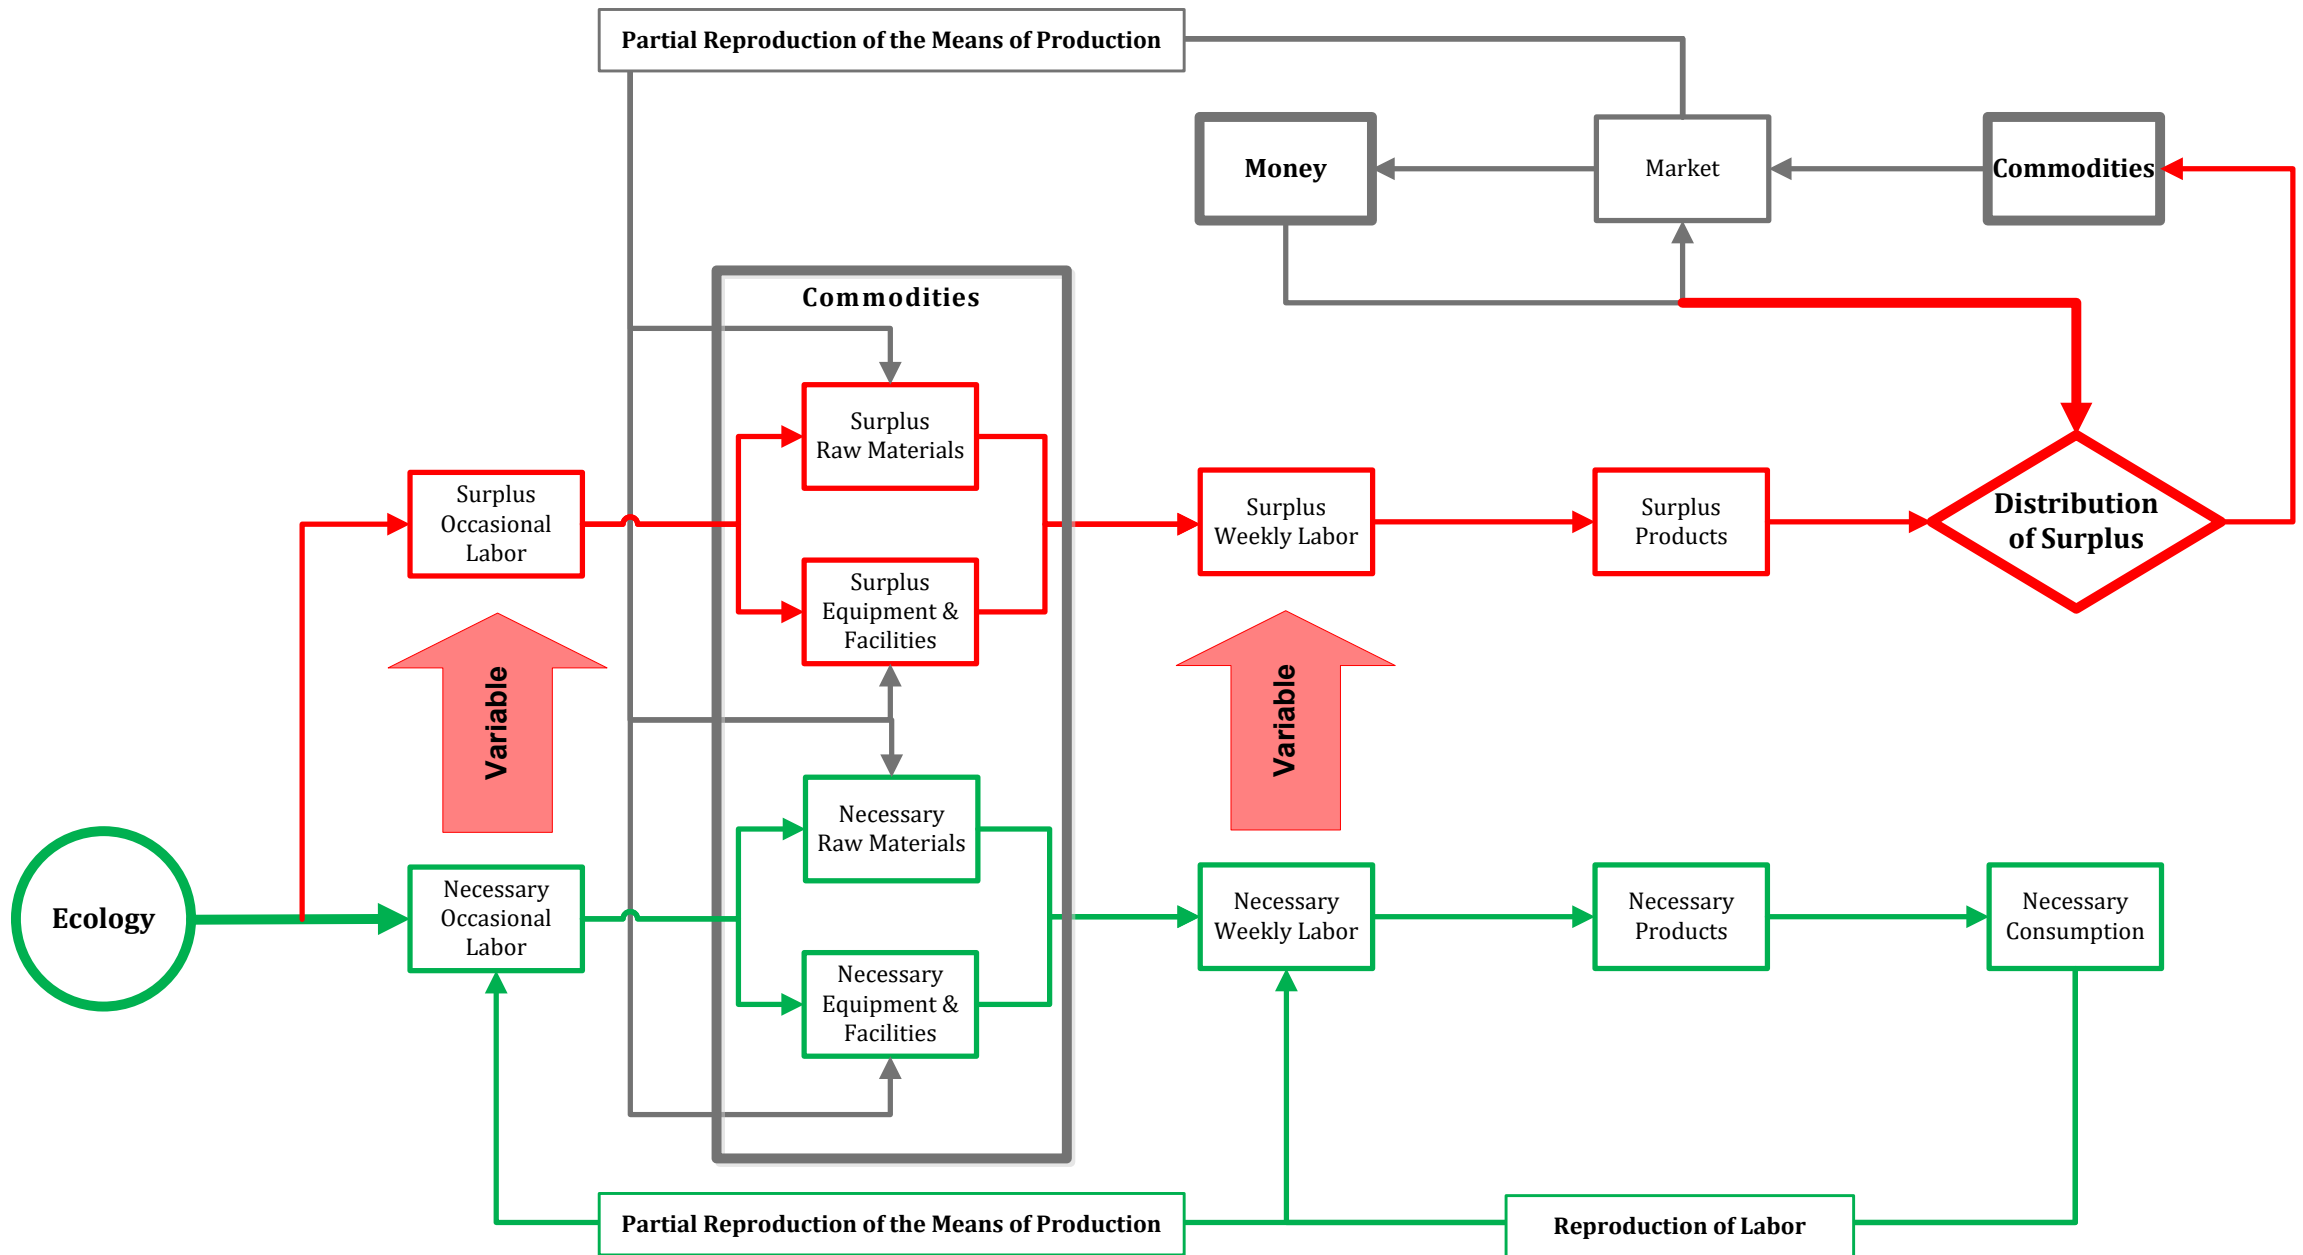 Partial Reproduction of the Means of Production
Money
Market
Commodities
Commodities
Surplus
Raw Materials
Surplus
Occasional
Labor
Surplus
Equipment &
Facilities
Surplus
Weekly Labor
Surplus
Products
Distribution
of Surplus
Variable
Variable
Ecology
Necessary
Occasional
Labor
Necessary
Raw Materials
Necessary
Equipment &
Facilities
Necessary
Weekly Labor
Necessary
Products
Necessary
Consumption
Partial Reproduction of the Means of Production
Reproduction of Labor